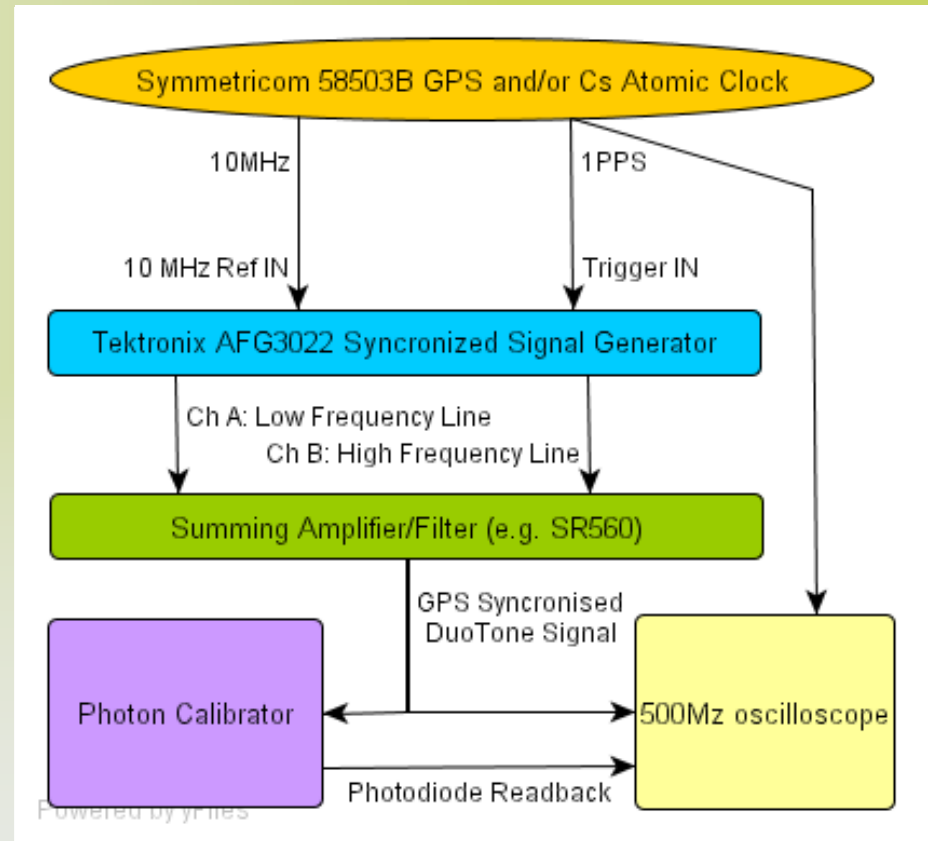 Symmetricom 58503B GPS and/or Cs Atomic Clock
10MHz
1PPS
10 MHz Ref IN
Trigger IN
Tektronix AFG3022 Syncronized Signal Generator
Ch A: Low Frequency Line
Ch B: High Frequency Line
Summing Amplifier/Filter (e.g. SR560)
GPS Syncronised
DuoTone Signal
Photon Calibrator
500Mz oscilloscope
Photodiode Readback
Powered by yFiles